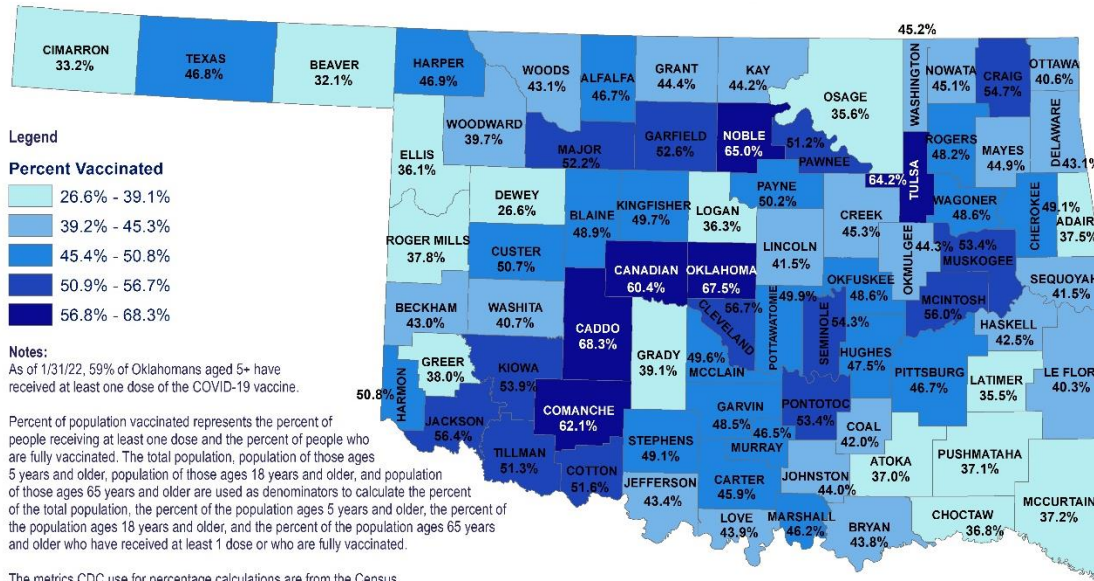 45.2%
CIMARRON
33.2%
TEXAS
46.8%
BEAVER
32.1%
HARPER
46.9%
WOODS
43.1%
ALFALFA
46.7%
GRANT
44.4%
KAY
44.2%
OSAGE
35.6%
WASHINGTON
NOWATA
45.1%
CRAIG
54.7%
OTTAWA
40.6%
WOODWARD
39.7%
MAJOR
52.2%
GARFIELD
52.6%
NOBLE
65.0%
51.2%
PAWNEE
64.2%
TULSA
ROGERS
48.2%
MAYES
44.9%
DELAWARE
43.1%
Legend
Percent Vaccinated
26.6% - 39.1%
39.2% - 45.3%
45.4% - 50.8%
50.9% - 56.7%
56.8% - 68.3%
ELLIS
36.1%
DEWEY
26.6%
BLAINE
48.9%
KINGFISHER
49.7%
LOGAN
36.3%
PAYNE
50.2%
CREEK
45.3%
WAGONER
48.6%
CHEROKEE
49.1%
ADAIR
37.5%
ROGER MILLS
37.8%
CUSTER
50.7%
CANADIAN
60.4%
OKLAHOMA
67.5%
LINCOLN
41.5%
OKMULGEE
44.3%
53.4%
MUSKOGEE
SEQUOYAH
41.5%
BECKHAM
43.0%
WASHITA
40.7%
CADDO
68.3%
56.7%
CLEVELAND
POTTAWATOMIE
49.9%
OKFUSKEE
48.6%
SEMINOLE
54.3%
MCINTOSH
56.0%
HASKELL
42.5%
Notes:
As of 1/31/22, 59% of Oklahomans aged 5+ have
received at least one dose of the COVID-19 vaccine.
GREER
38.0%
KIOWA
53.9%
GRADY
39.1%
49.6%
MCCLAIN
HUGHES
47.5%
PITTSBURG
46.7%
LATIMER
35.5%
LE FLOR
40.3%
50.8%
HARMON
JACKSON
56.4%
COMANCHE
62.1%
GARVIN
48.5%
PONTOTOC
53.4%
COAL
42.0%
Percent of population vaccinated represents the percent of
people receiving at least one dose and the percent of people who
are fully vaccinated. The total population, population of those ages
5 years and older, population of those ages 18 years and older, and population
of those ages 65 years and older are used as denominators to calculate the percent
of the total population, the percent of the population ages 5 years and older, the percent of
the population ages 18 years and older, and the percent of the population ages 65 years
and older who have received at least 1 dose or who are fully vaccinated.
TILLMAN
51.3%
COTTON
51.6%
STEPHENS
49.1%
46.5%
MURRAY
ATOKA
37.0%
PUSHMATAHA
37.1%
JEFFERSON
43.4%
CARTER
45.9%
JOHNSTON
44.0%
MCCURTAIN
37.2%
LOVE
43.9%
MARSHALL
46.2%
BRYAN
43.8%
CHOCTAW
36.8%
The metrics CDC use for percentage calculations are from the Census